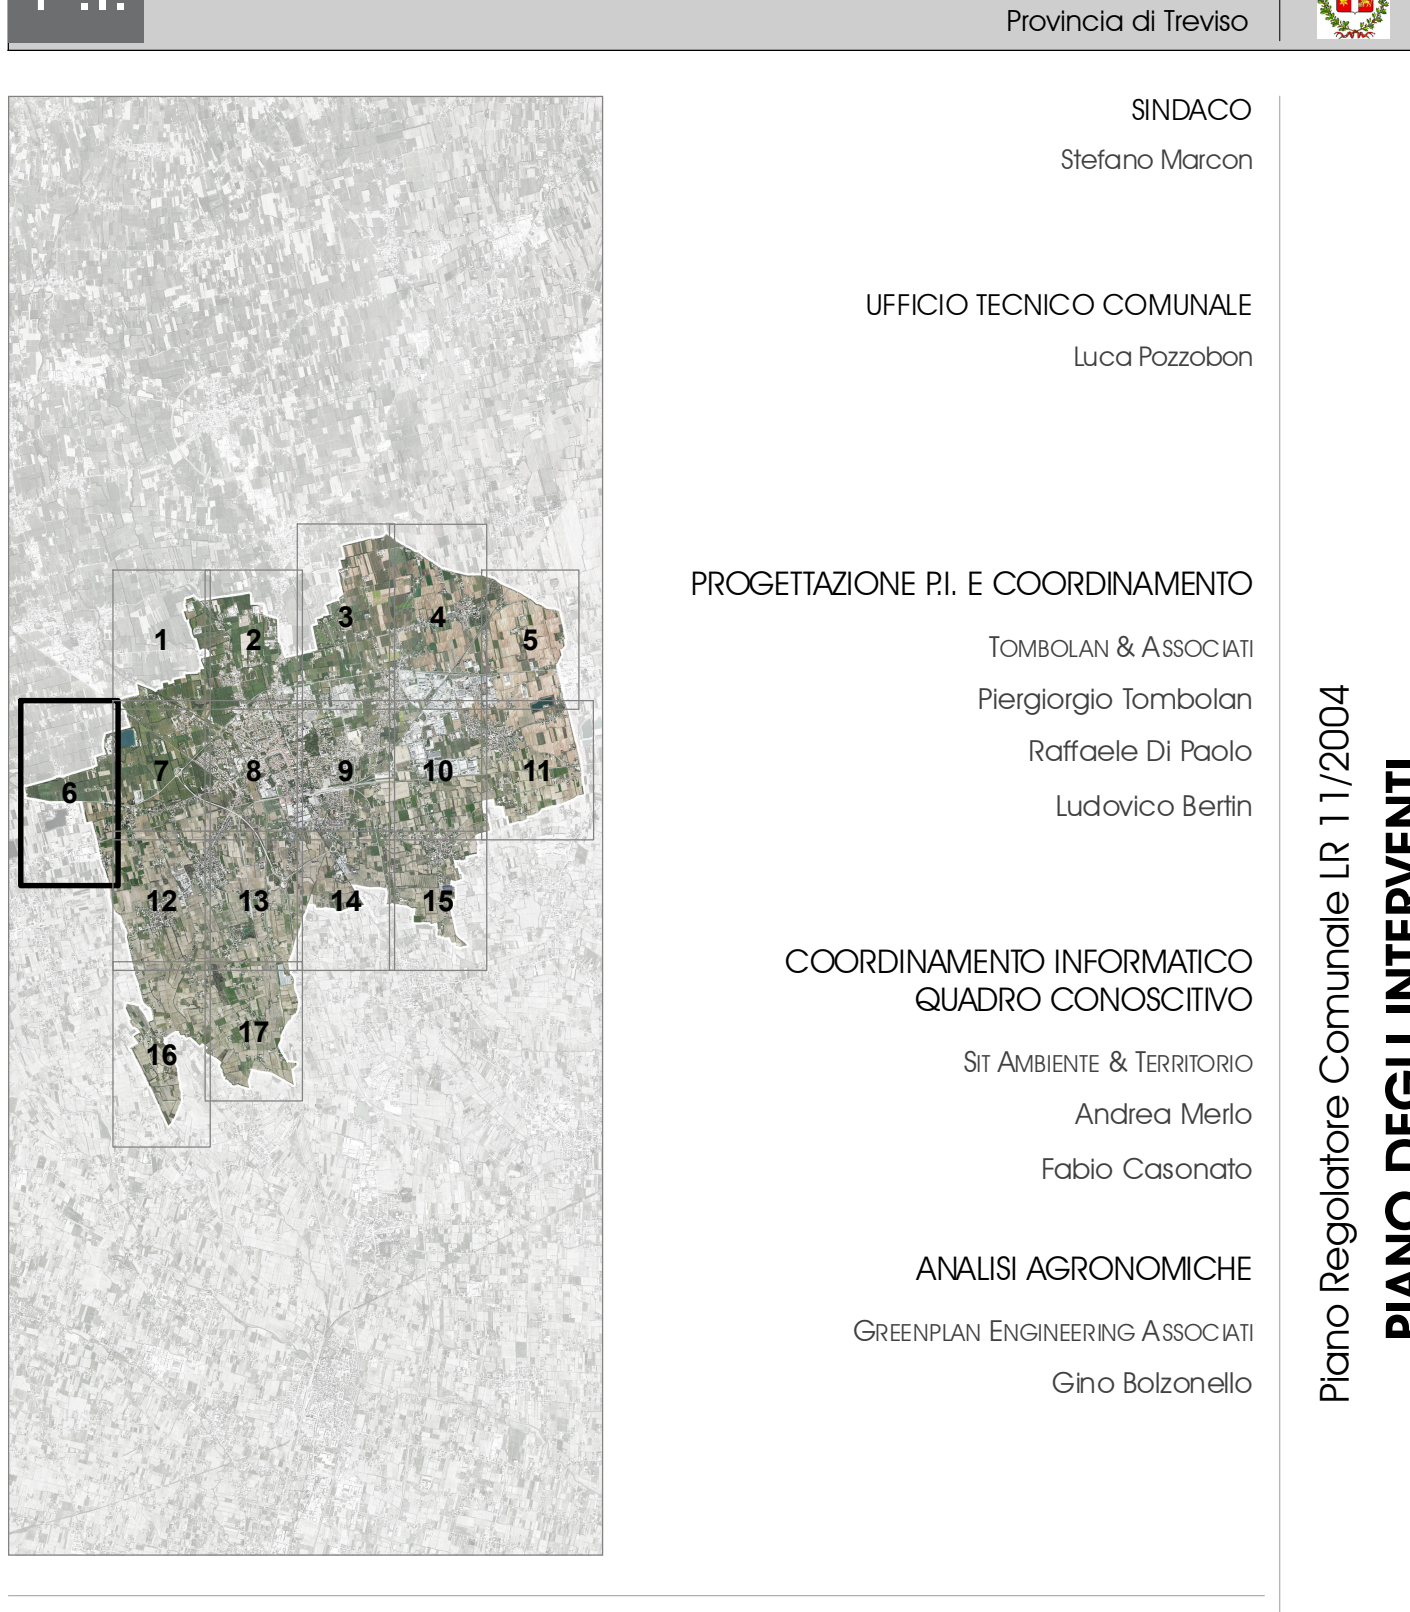 P.I.
Provincia di Treviso
SINDACO
Stefano Marcon
UFFICIO TECNICO COMUNALE
Luca Pozzobon
PROGETTAZIONE P.I. E COORDINAMENTO
TOMBOLAN & ASSOCIATI
Piergiorgio Tombolan
Raffaele Di Paolo
Ludovico Bertin
COORDINAMENTO INFORMATICO
QUADRO CONOSCITIVO
SIT AMBIENTE & TERRITORIO
Andrea Merlo
Fabio Casonato
ANALISI AGRONOMICHE
GREENPLAN ENGINEERING ASSOCIATI
Gino Bolzonello
1
2
3
4
5
6
7
8
9
10
11
12
13
14
15
16
17
Piano Regolatore Comunale LR 11/2004
PIANO DEGLI INTERVENTI